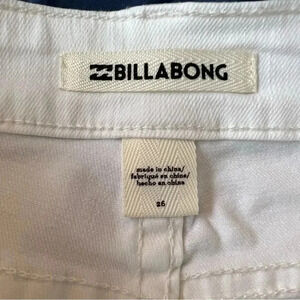 BILLABONG
made in china/
fabriqué en chine/
hecho en china
26